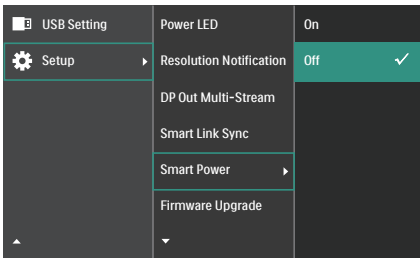 USB Setting
Setup
Power LED
Resolution Notification
DP Out Multi-Stream
Smart Link Sync
Smart Power
Firmware Upgrade
On
Off